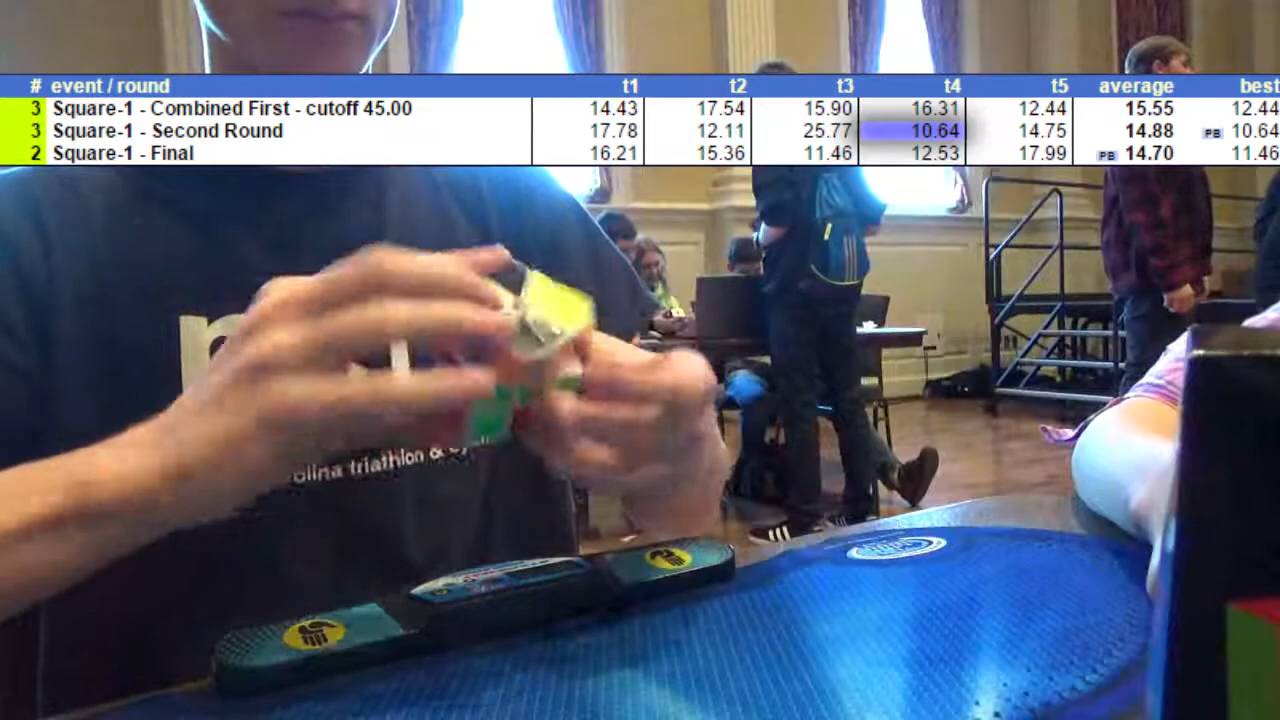 # event / round t1 t2 t3 t4 t5 average best
3 Square-1 - Combined First - cutoff 45.00 14.43 17.54 15.90 16.31 12.44 15.55 12.44
3 Square-1 - Second Round 17.78 12.11 25.77 10.64 14.75 14.88 PB 10.64
2 Square-1 - Final 16.21 15.36 11.46 12.53 17.99 PB 14.70 11.46
olina triathlon &